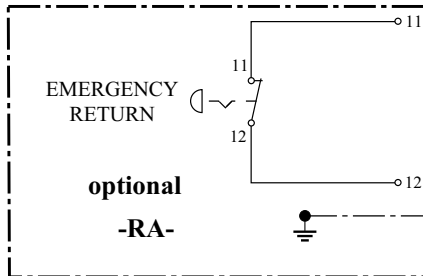 11
11
EMERGENCY
RETURN
12
optional
12
-RA-